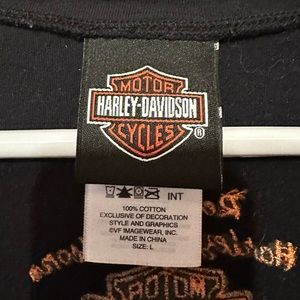 MOTOR
HARLEY-DAVIDSON
CYCLES
®
INT
100% COTTON
EXCLUSIVE OF DECORATION
STYLE AND GRAPHICS
©VF IMAGEWEAR, INC.
MADE IN CHINA
SIZE: L